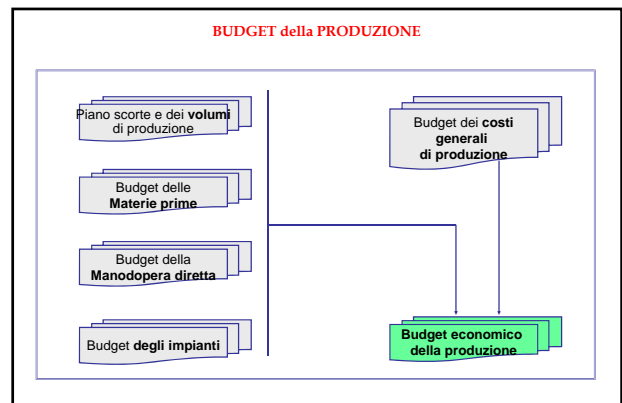 BUDGET della PRODUZIONE
Piano scorte e dei volumi
di produzione
Budget delle
Materie prime
Budget della
Manodopera diretta
Budget degli impianti
Budget dei costi
generali
di produzione
Budget economico
della produzione